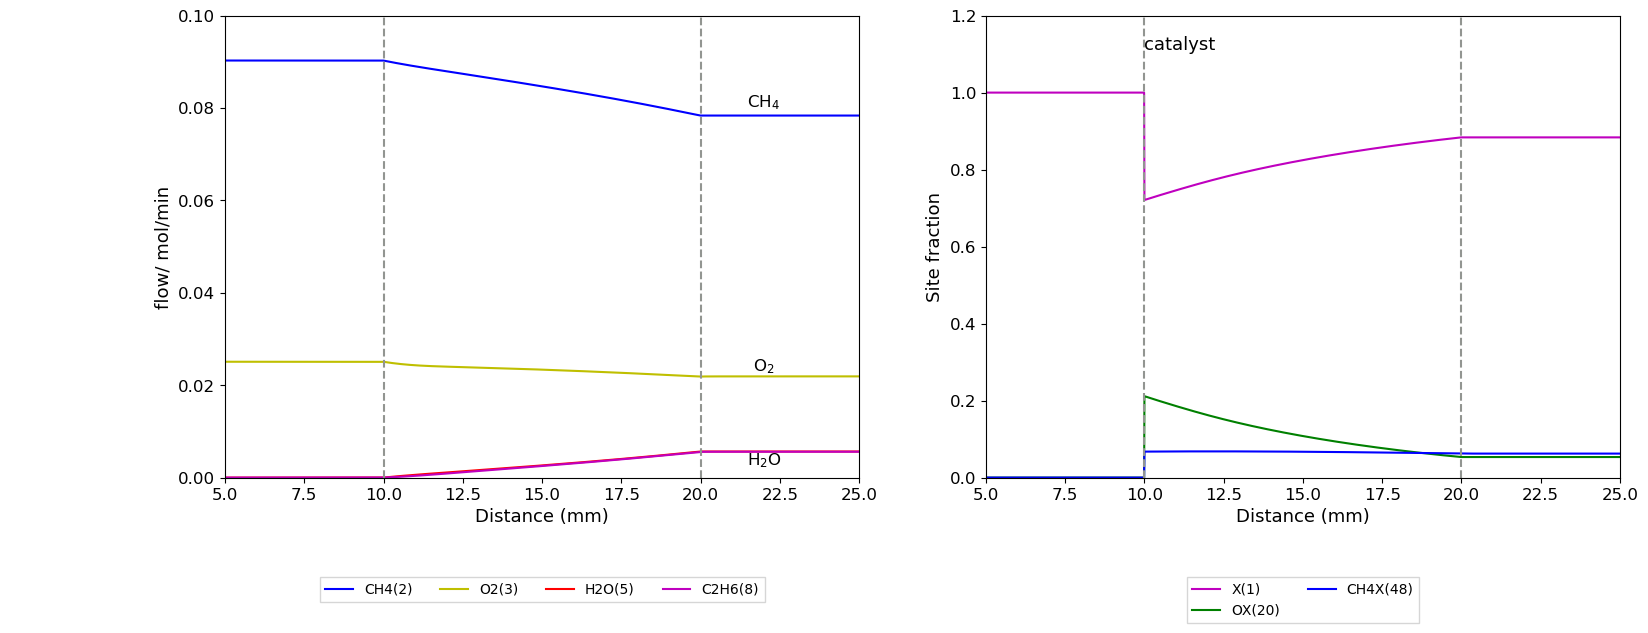 0.10
0.08
0.06
0.04
0.02
0.00
flow/ mol/min
CH₄
O₂
H₂O
5.0 7.5 10.0 12.5 15.0 17.5 20.0 22.5 25.0
Distance (mm)
CH4(2) O2(3) H2O(5) C2H6(8)
1.2
1.0
0.8
0.6
0.4
0.2
0.0
Site fraction
catalyst
5.0 7.5 10.0 12.5 15.0 17.5 20.0 22.5 25.0
Distance (mm)
X(1) CH4X(48)
OX(20)